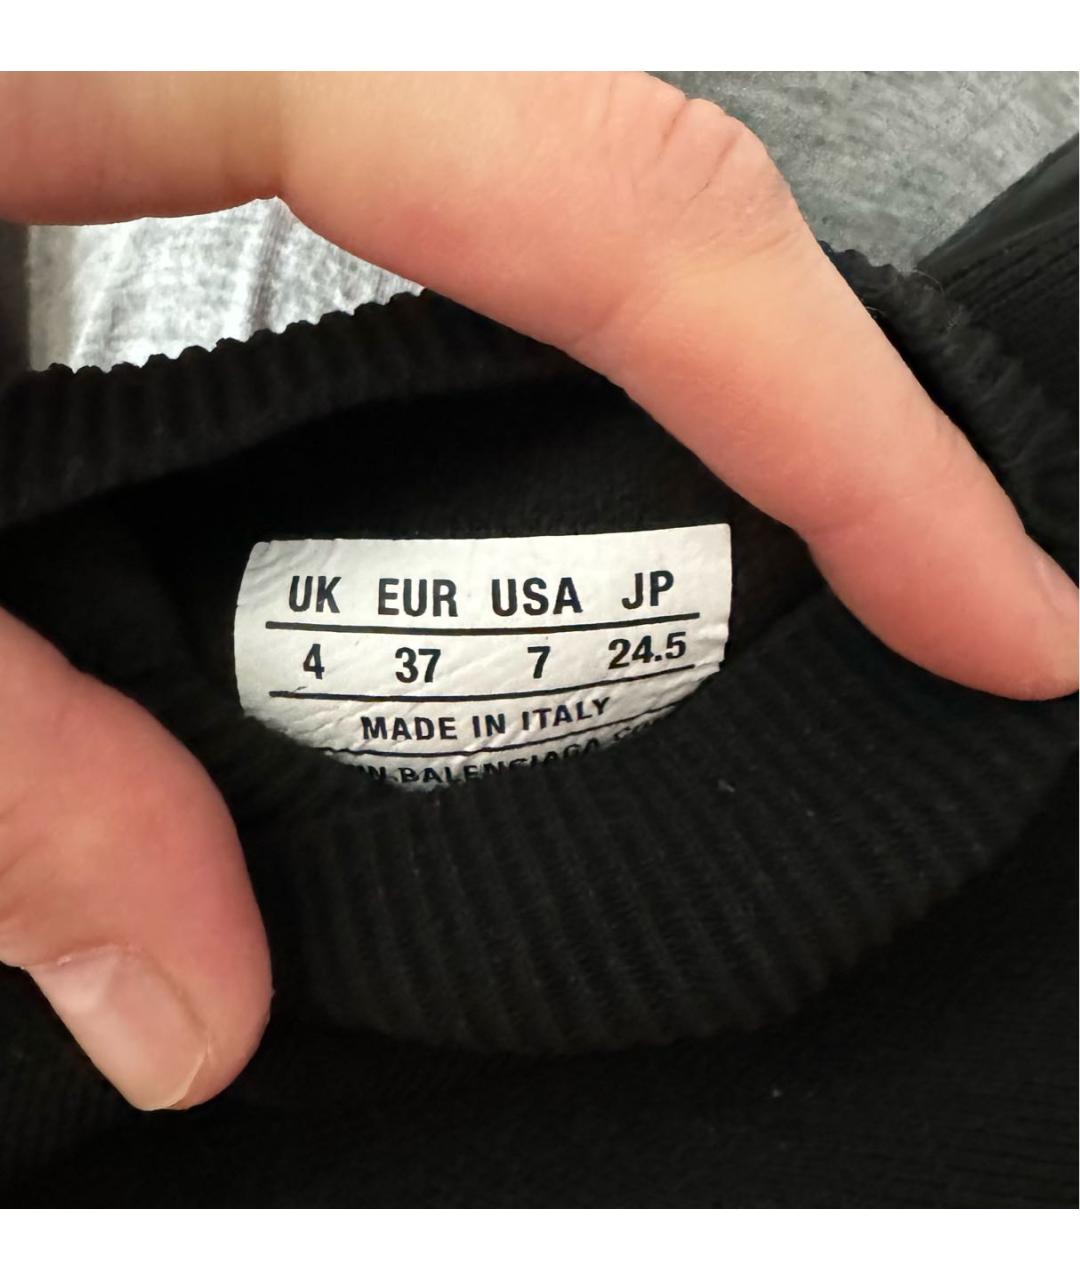 UK EUR USA JP
4 37 7 24.5
MADE IN ITALY